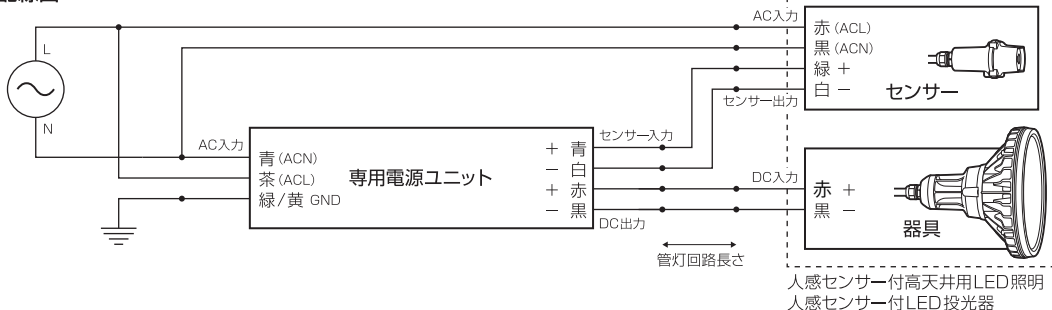 L
N
AC入力
赤 (ACL)
黒 (ACN)
緑 +
白 −
センサー
センサー出力
AC入力
青 (ACN)
茶 (ACL)
緑/黄 GND
専用電源ユニット
+ 青
− 白
+ 赤
− 黒
センサー入力
DC出力
管灯回路長さ
DC入力
赤 +
黒 −
器具
人感センサー付高天井用LED照明
人感センサー付LED投光器